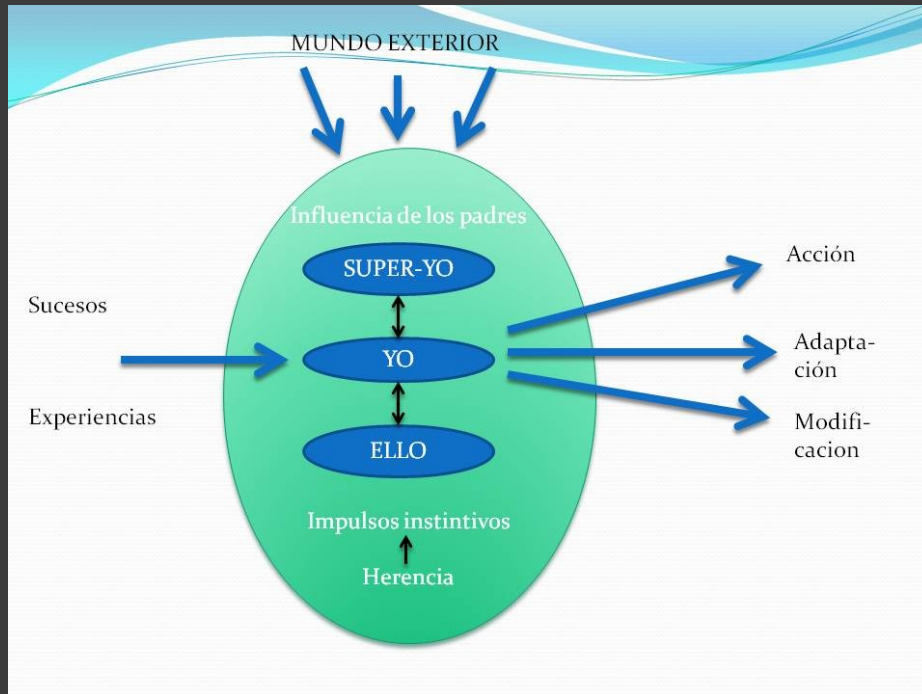 MUNDO EXTERIOR
Influencia de los padres
SUPER-YO
Acción
Sucesos
YO
Adapta-
ción
Experiencias
Modifi-
cacion
ELLO
Impulsos instintivos
Herencia